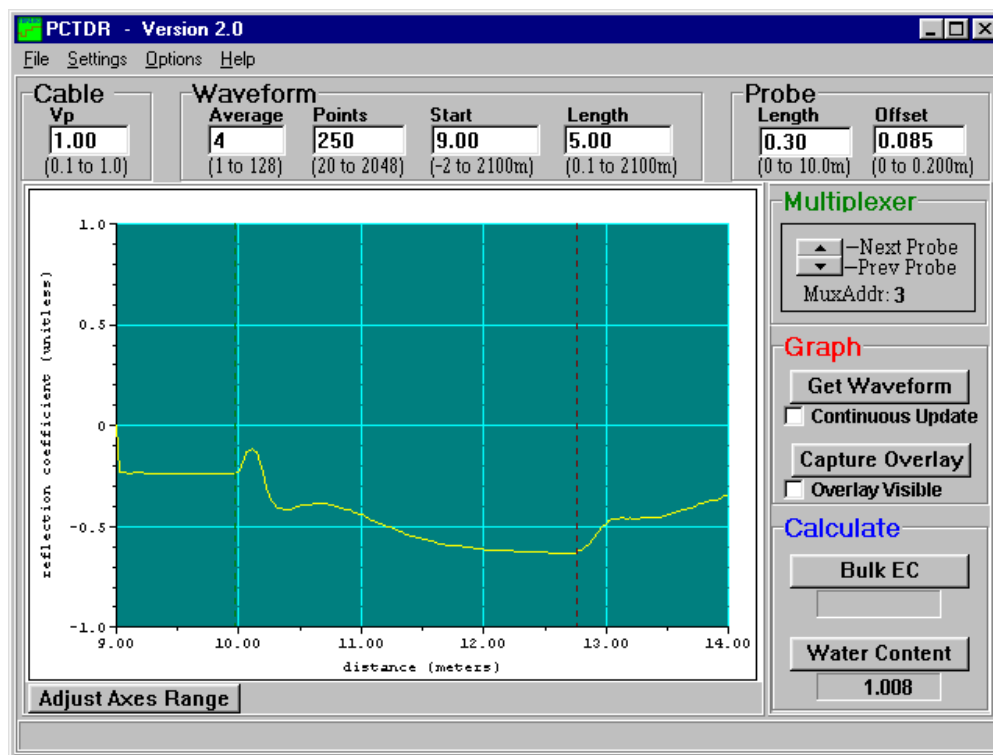 PCTDR - Version 2.0
File Settings Options Help
Cable
Vp
1.00
(0.1 to 1.0)
Waveform
Average Points Start Length
4 250 9.00 5.00
(1 to 128) (20 to 2048) (-2 to 2100m) (0.1 to 2100m)
Probe
Length Offset
0.30 0.085
(0 to 10.0m) (0 to 0.200m)
reflection coefficient (unitless)
1.0
0.5
0
-0.5
-1.0
9.00 10.00 11.00 12.00 13.00 14.00
distance (meters)
Adjust Axes Range
Multiplexer
Next Probe
Prev Probe
MuxAddr: 3
Graph
Get Waveform
Continuous Update
Capture Overlay
Overlay Visible
Calculate
Bulk EC
Water Content
1.008